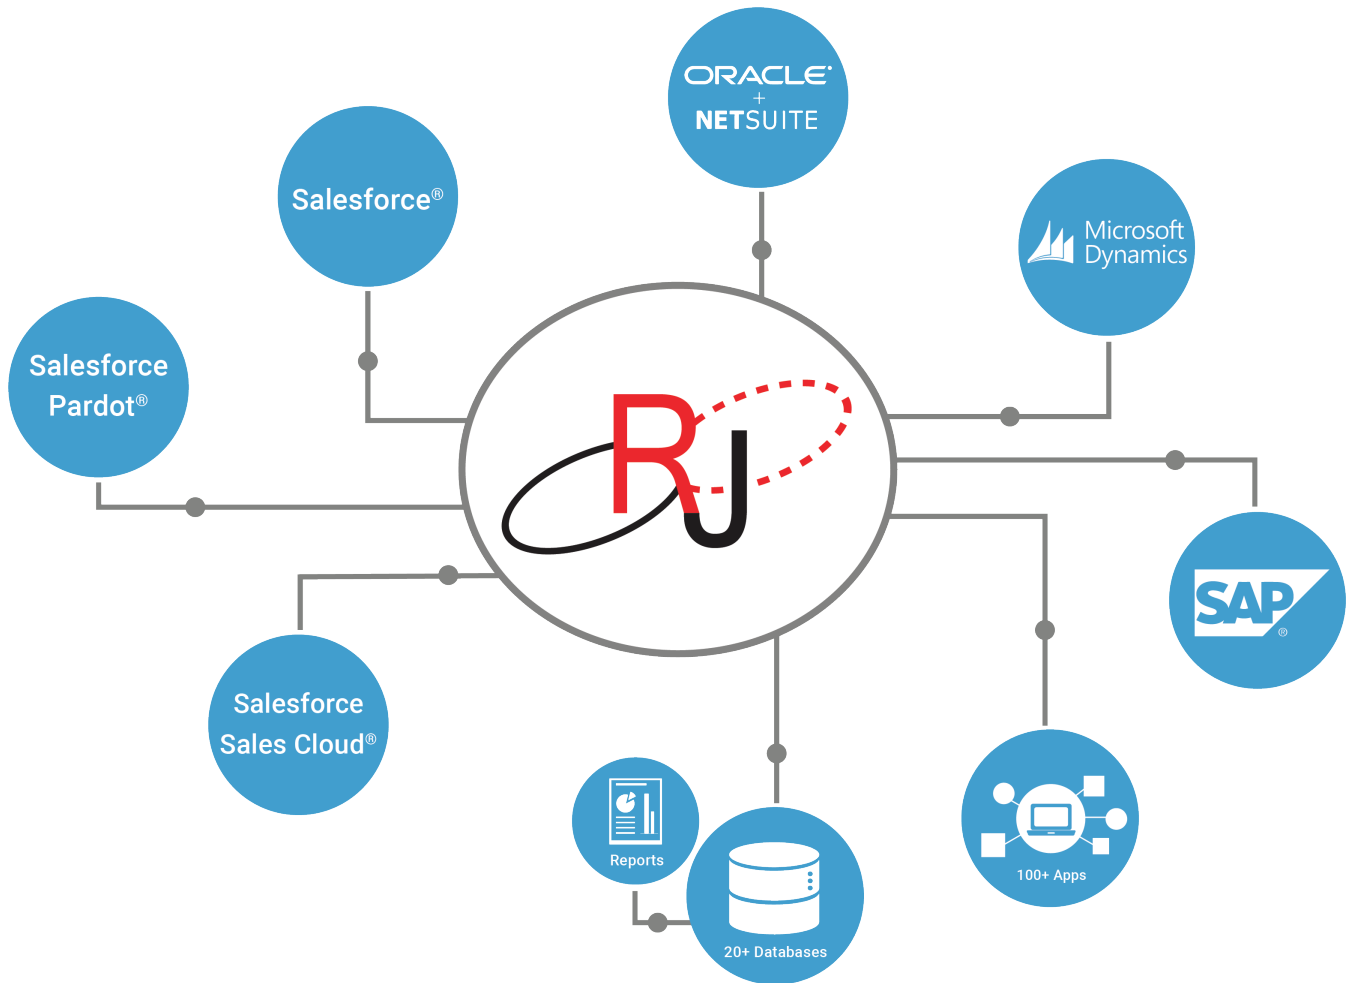 ORACLE
+
NETSUITE
Salesforce®
Microsoft
Dynamics
Salesforce
Pardot®
RJ
SAP
®
Salesforce
Sales Cloud®
Reports
100+ Apps
20+ Databases